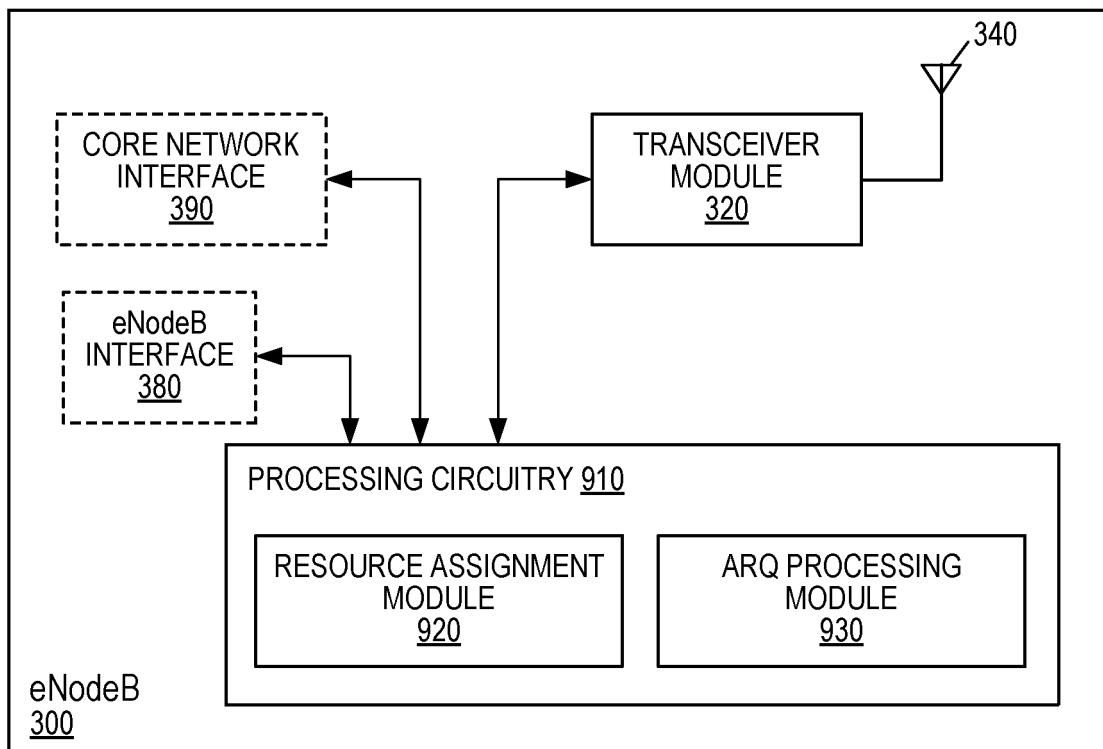 340
CORE NETWORK
INTERFACE
390
TRANSCEIVER
MODULE
320
eNodeB
INTERFACE
380
PROCESSING CIRCUITRY 910
RESOURCE ASSIGNMENT
MODULE
920
ARQ PROCESSING
MODULE
930
eNodeB
300